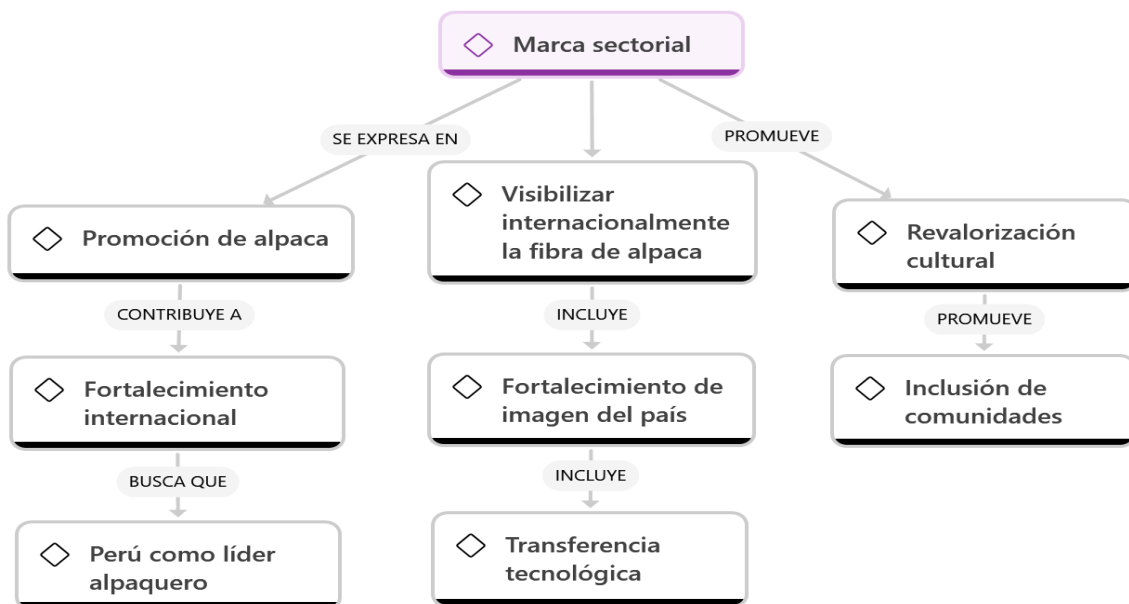 Marca sectorial
SE EXPRESA EN
PROMUEVE
Promoción de alpaca
Visibilizar
internacionalmente
la fibra de alpaca
Revalorización
cultural
CONTRIBUYE A
INCLUYE
PROMUEVE
Fortalecimiento
internacional
Fortalecimiento de
imagen del país
Inclusión de
comunidades
BUSCA QUE
INCLUYE
Perú como líder
alpaquero
Transferencia
tecnológica